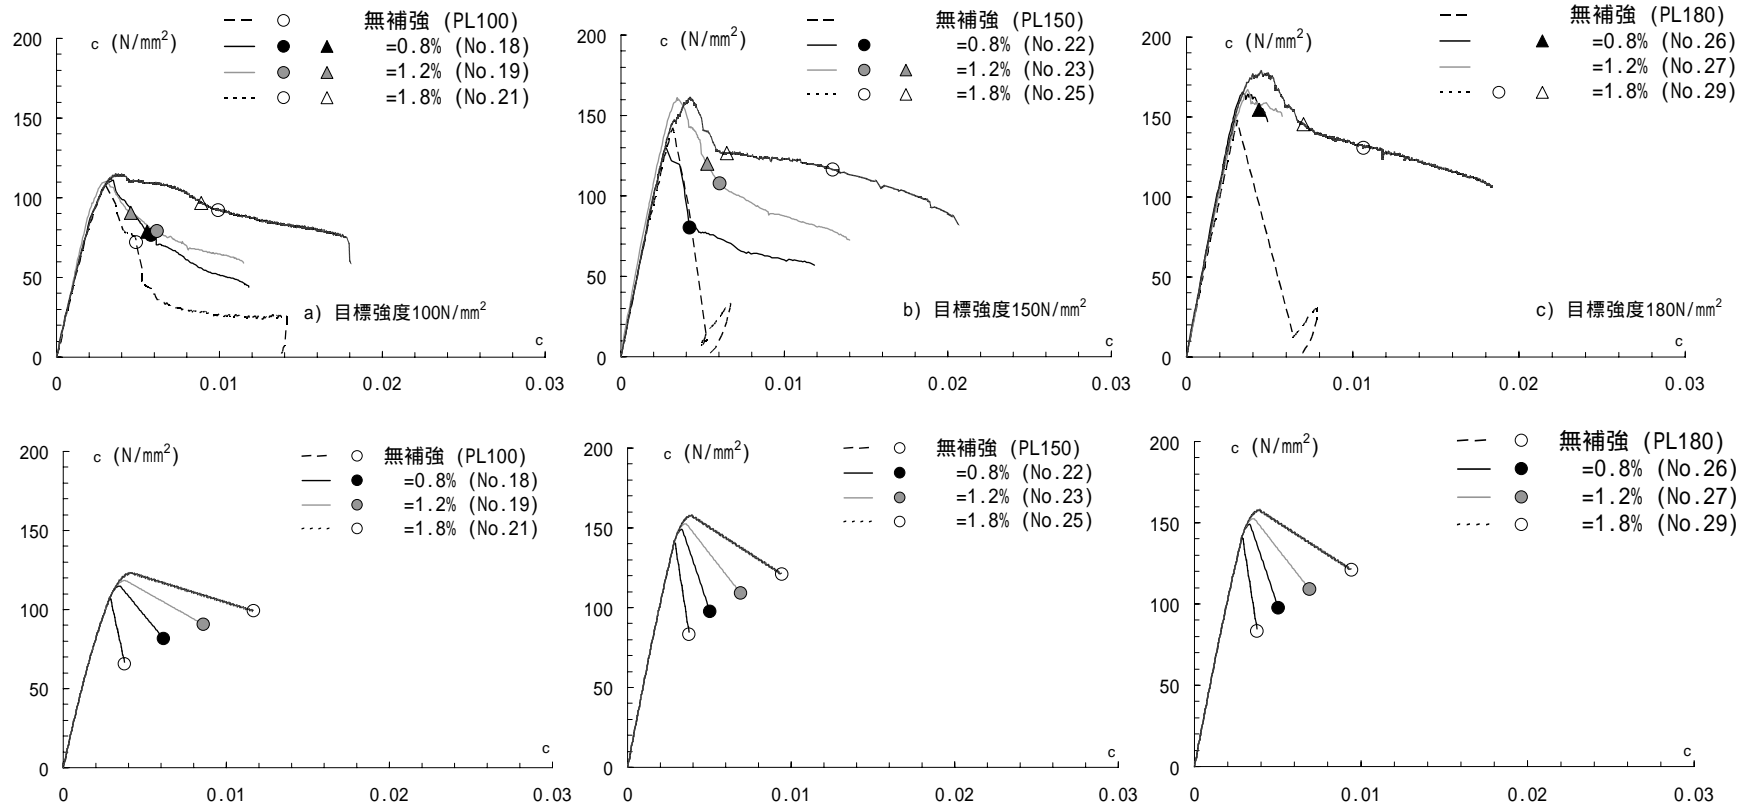 c (N/mm²)
無補強 (PL100)
=0.8% (No.18)
=1.2% (No.19)
=1.8% (No.21)
200
150
100
50
0
a) 目標強度100N/mm²
c
0 0.01 0.02 0.03
c (N/mm²)
無補強 (PL150)
=0.8% (No.22)
=1.2% (No.23)
=1.8% (No.25)
200
150
100
50
0
b) 目標強度150N/mm²
c
0 0.01 0.02 0.03
c (N/mm²)
無補強 (PL180)
=0.8% (No.26)
=1.2% (No.27)
=1.8% (No.29)
200
150
100
50
0
c) 目標強度180N/mm²
c
0 0.01 0.02 0.03
c (N/mm²)
無補強 (PL100)
=0.8% (No.18)
=1.2% (No.19)
=1.8% (No.21)
200
150
100
50
0
c
0 0.01 0.02 0.03
c (N/mm²)
無補強 (PL150)
=0.8% (No.22)
=1.2% (No.23)
=1.8% (No.25)
200
150
100
50
0
c
0 0.01 0.02 0.03
c (N/mm²)
無補強 (PL180)
=0.8% (No.26)
=1.2% (No.27)
=1.8% (No.29)
200
150
100
50
0
c
0 0.01 0.02 0.03